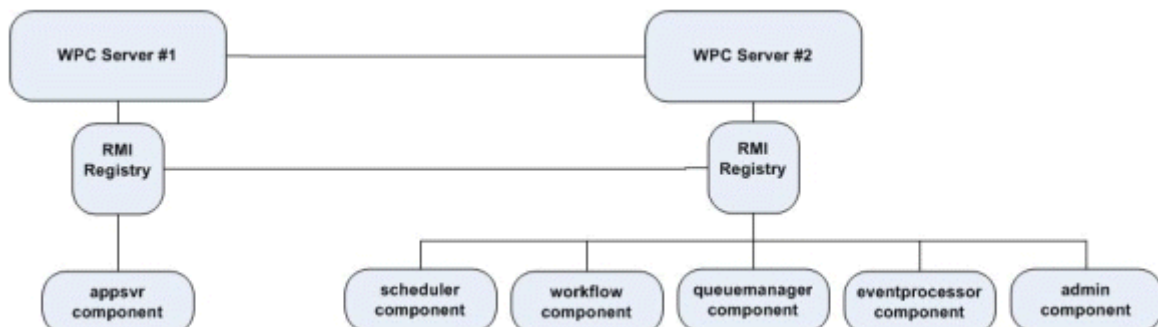 WPC Server #1
WPC Server #2
RMI
Registry
RMI
Registry
appsvr
component
scheduler
component
workflow
component
queuemanager
component
eventprocessor
component
admin
component